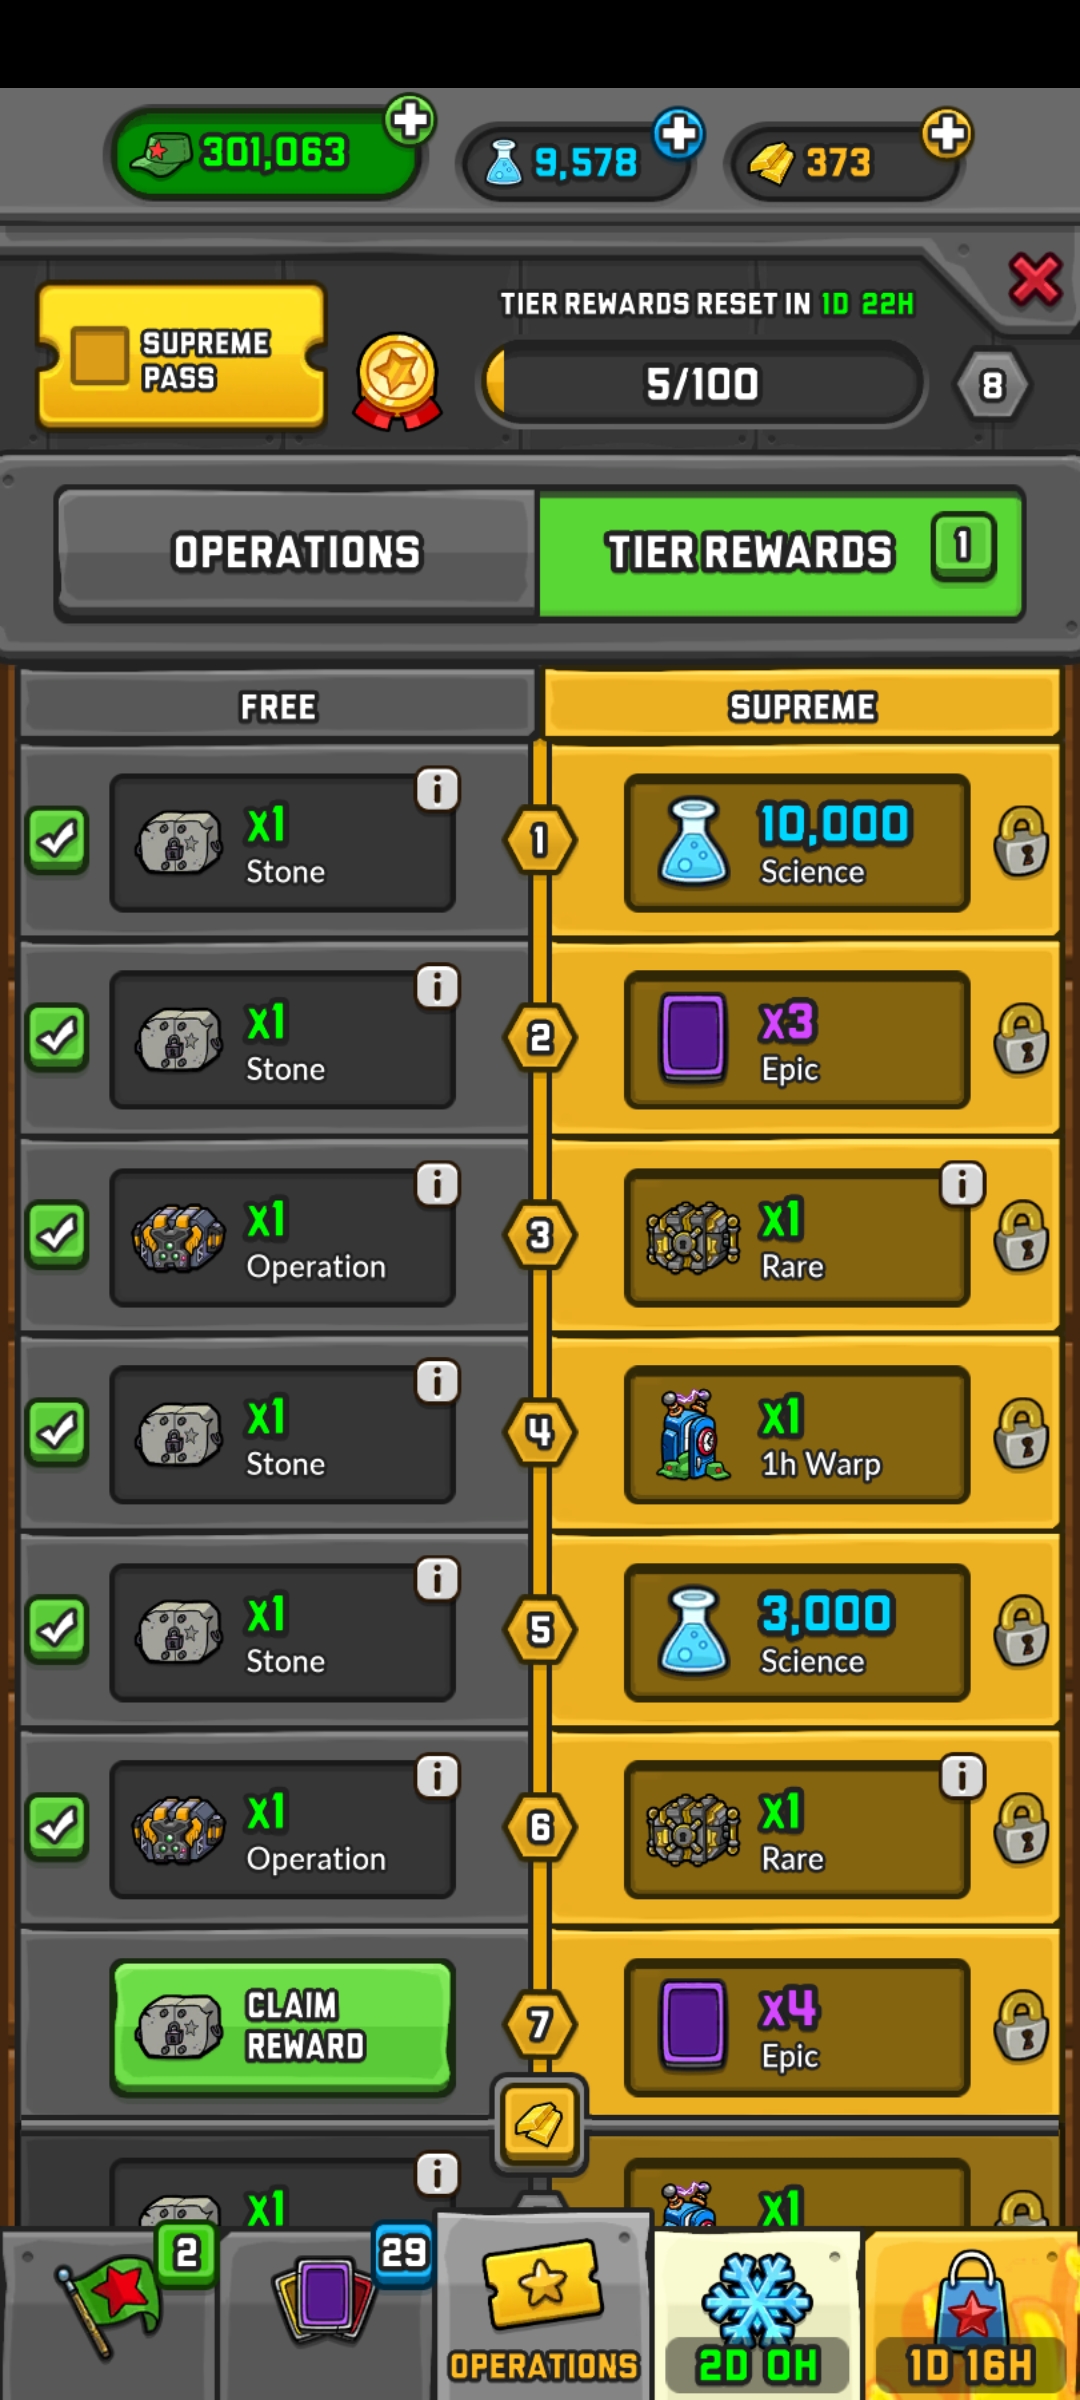 301,063
9,578
373
SUPREME
PASS
TIER REWARDS RESET IN 1D 22H
5/100
8
OPERATIONS
TIER REWARDS
1
FREE
SUPREME
x1
Stone
i
1
10,000
Science
x1
Stone
i
2
x3
Epic
x1
Operation
i
3
x1
Rare
i
x1
Stone
i
4
x1
1h Warp
x1
Stone
i
5
3,000
Science
x1
Operation
i
6
x1
Rare
i
CLAIM
REWARD
7
x4
Epic
x1
i
x1
2
29
OPERATIONS
2D 0H
1D 16H